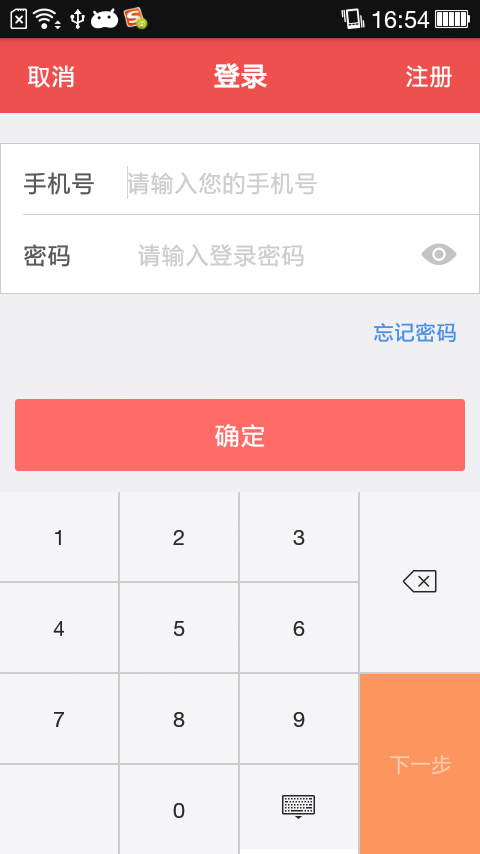 16:54
取消 登录 注册
手机号 请输入您的手机号
密码 请输入登录密码
忘记密码
确定
1 2 3
4 5 6
7 8 9
下一步
0